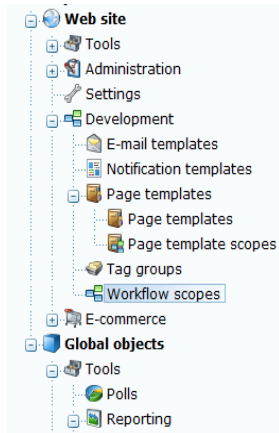 Web site
Tools
Administration
Settings
Development
E-mail templates
Notification templates
Page templates
Page templates
Page template scopes
Tag groups
Workflow scopes
E-commerce
Global objects
Tools
Polls
Reporting